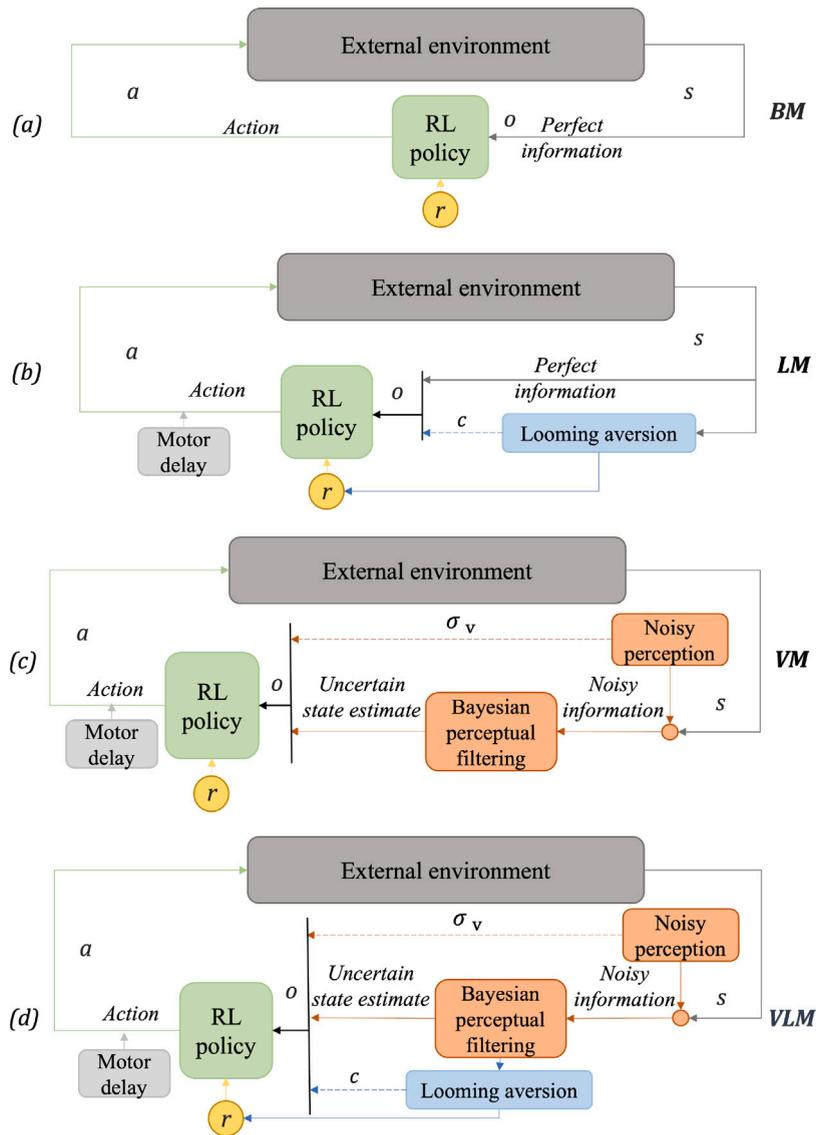 External environment
a
s
(a)
BM
Action
RL
policy
o
Perfect
information
r
External environment
a
s
(b)
LM
Action
RL
policy
o
Perfect
information
c
Looming aversion
Motor
delay
r
External environment
σ v
Noisy
perception
a
(c)
VM
Action
RL
policy
o
Uncertain
state estimate
Bayesian
perceptual
filtering
Noisy
information
s
Motor
delay
r
External environment
σ v
Noisy
perception
a
(d)
VLM
Action
RL
policy
o
Uncertain
state estimate
Bayesian
perceptual
filtering
Noisy
information
s
Motor
delay
c
Looming aversion
r